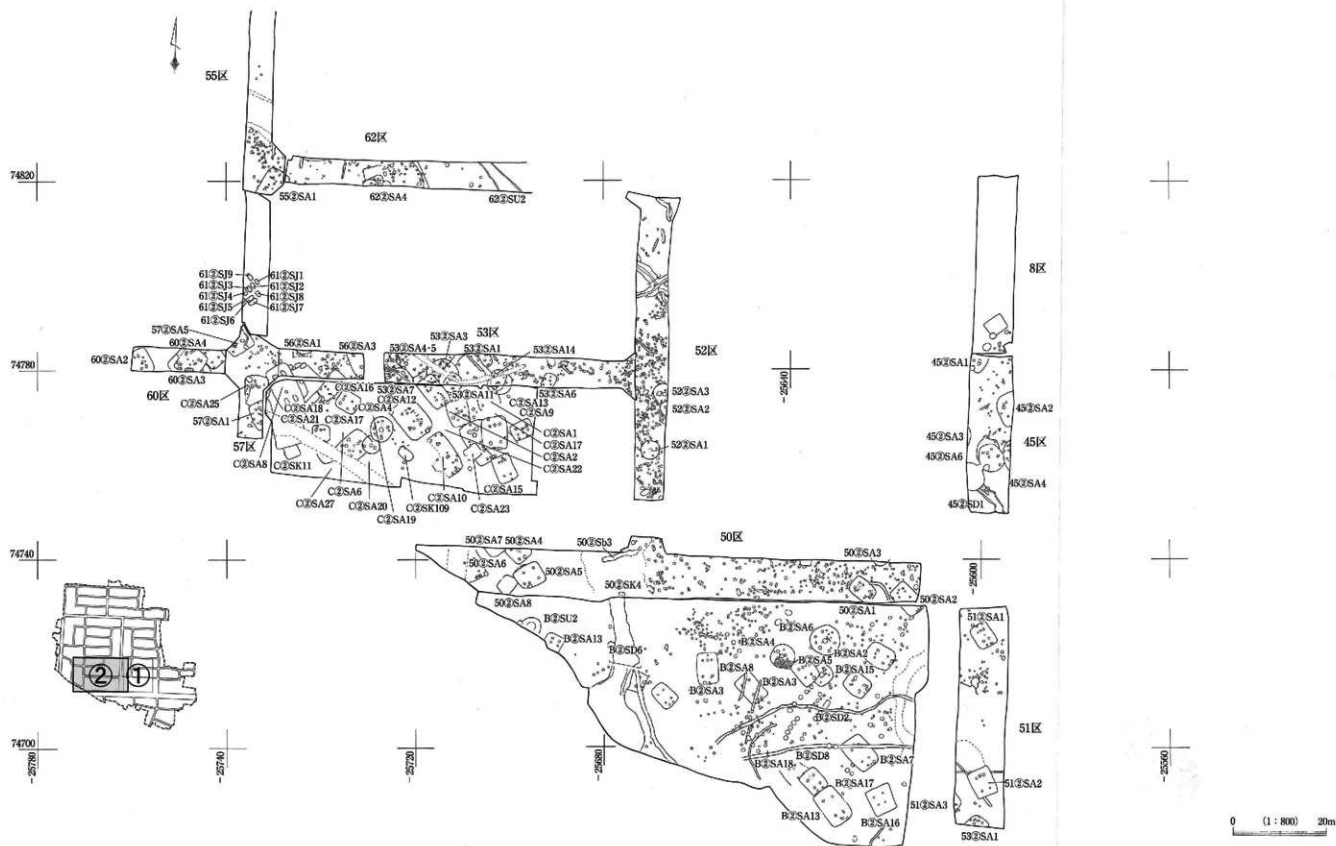 55区
62区
74820
55②SA1
62②SA4
62②SU2
8区
61②SJ9
61②SJ1
61②SJ3
61②SJ2
61②SJ4
61②SJ8
61②SJ5
61②SJ7
61②SJ6
57②SA5
60②SA4
56②SA1
56②SA3
53②SA4・5
53②SA3
53区
53②SA1
53②SA14
52区
60②SA2
74780
-25640
45②SA1
60②SA3
C②SA16
53②SA7
53②SA11
53②SA6
52②SA3
60区
C②SA25
C②SA18
C②SA4
C②SA12
C②SA13
C②SA9
52②SA2
45②SA2
57②SA1
C②SA21
C②SA17
C②SA1
45②SA3
45区
57区
C②SA17
52②SA1
C②SA8
C②SK11
C②SA2
45②SA6
C②SA22
C②SA6
C②SA10
C②SA15
45②SA4
C②SA27
C②SA20
C②SK109
C②SA23
45②SD1
C②SA19
74740
50②SA7
50②SA4
50②Sb3
50区
50②SA3
50②SA6
50②SA5
-25600
50②SK4
50②SA2
50②SA8
50②SA1
51②SA1
B②SU2
B②SA6
B②SA13
B②SA4
B②SD6
B②SA2
B②SA5
B②SA8
B②SA15
B②SA3
B②SA3
②
①
B②SD2
51区
74700
-25780
-25740
-25720
-25680
B②SD8
-25560
B②SA18
B②SA7
B②SA17
51②SA2
B②SA13
B②SA16
51②SA3
53②SA1
0 (1:800) 20m